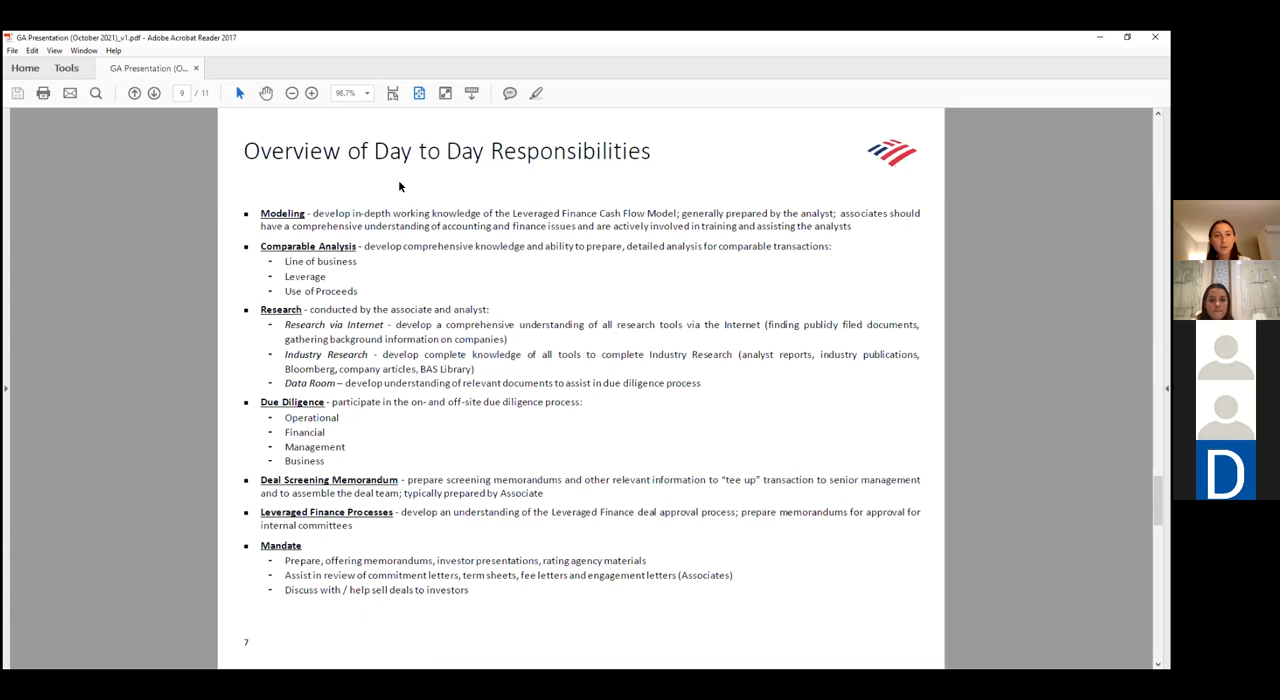 GA Presentation (October 2021)_v1.pdf - Adobe Acrobat Reader 2017
File Edit View Window Help
Home Tools GA Presentation (O... ×
9 / 11 98.7%
Overview of Day to Day Responsibilities
▪ Modeling - develop in-depth working knowledge of the Leveraged Finance Cash Flow Model; generally prepared by the analyst; associates should
have a comprehensive understanding of accounting and finance issues and are actively involved in training and assisting the analysts
▪ Comparable Analysis - develop comprehensive knowledge and ability to prepare, detailed analysis for comparable transactions:
- Line of business
- Leverage
- Use of Proceeds
▪ Research - conducted by the associate and analyst:
- Research via Internet - develop a comprehensive understanding of all research tools via the Internet (finding publicly filed documents,
gathering background information on companies)
- Industry Research - develop complete knowledge of all tools to complete Industry Research (analyst reports, industry publications,
Bloomberg, company articles, BAS Library)
- Data Room – develop understanding of relevant documents to assist in due diligence process
▪ Due Diligence - participate in the on- and off-site due diligence process:
- Operational
- Financial
- Management
- Business
▪ Deal Screening Memorandum - prepare screening memorandums and other relevant information to “tee up” transaction to senior management
and to assemble the deal team; typically prepared by Associate
▪ Leveraged Finance Processes - develop an understanding of the Leveraged Finance deal approval process; prepare memorandums for approval for
internal committees
▪ Mandate
- Prepare, offering memorandums, investor presentations, rating agency materials
- Assist in review of commitment letters, term sheets, fee letters and engagement letters (Associates)
- Discuss with / help sell deals to investors
7
D